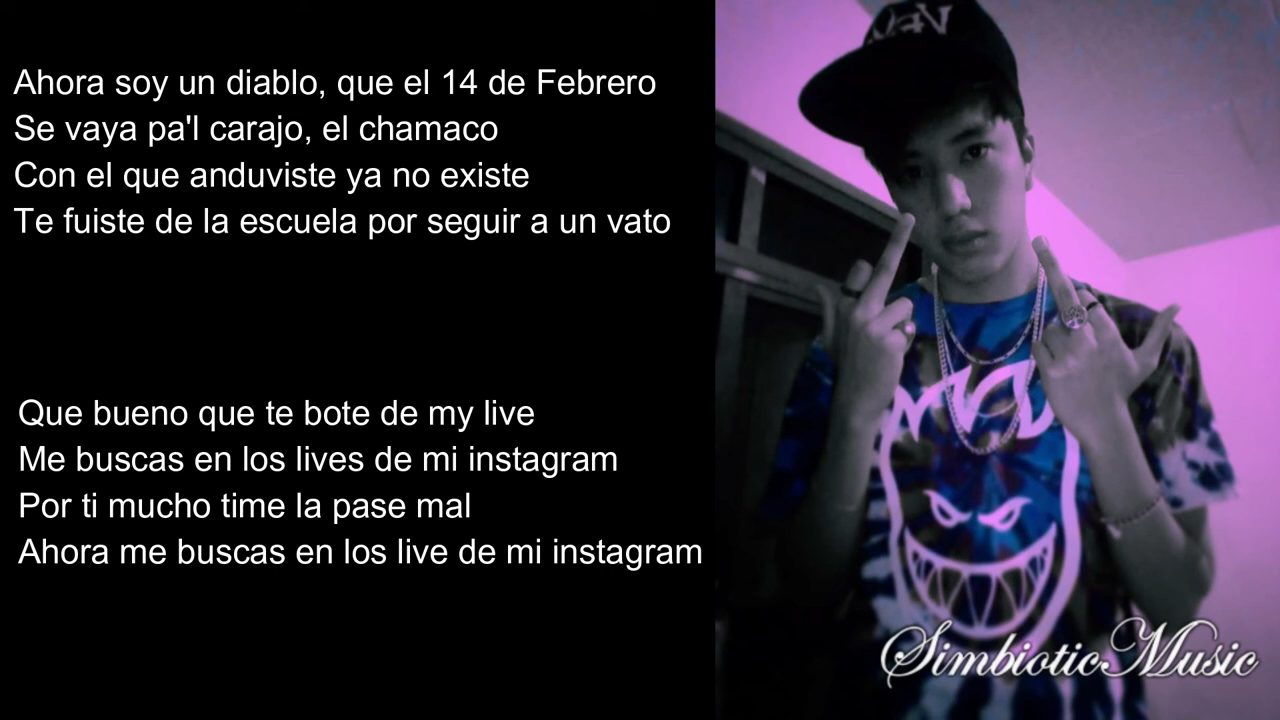 Ahora soy un diablo, que el 14 de Febrero
Se vaya pa'l carajo, el chamaco
Con el que anduviste ya no existe
Te fuiste de la escuela por seguir a un vato
Que bueno que te bote de my live
Me buscas en los lives de mi instagram
Por ti mucho time la pase mal
Ahora me buscas en los live de mi instagram
SimbioticMusic